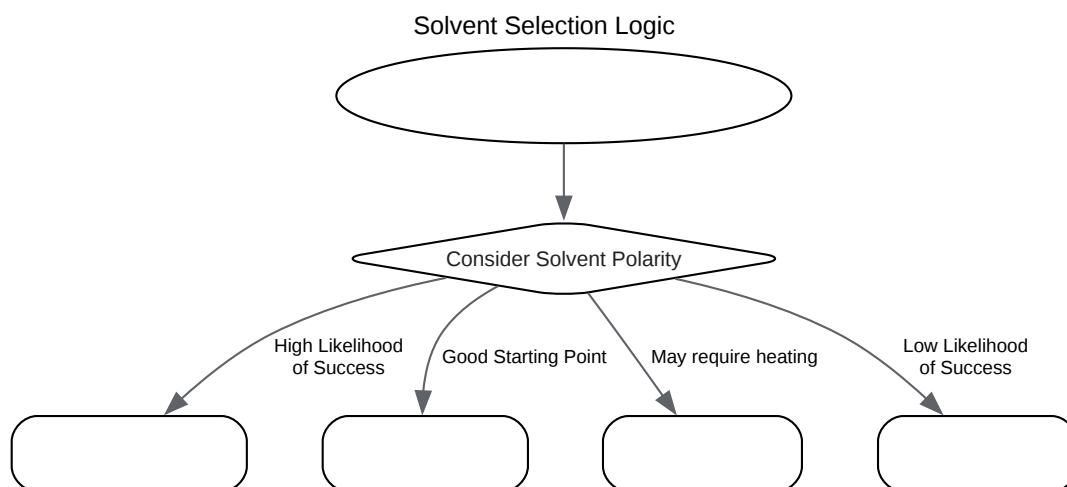 Solvent Selection Logic
Consider Solvent Polarity
High Likelihood
of Success
Good Starting Point
May require heating
Low Likelihood
of Success